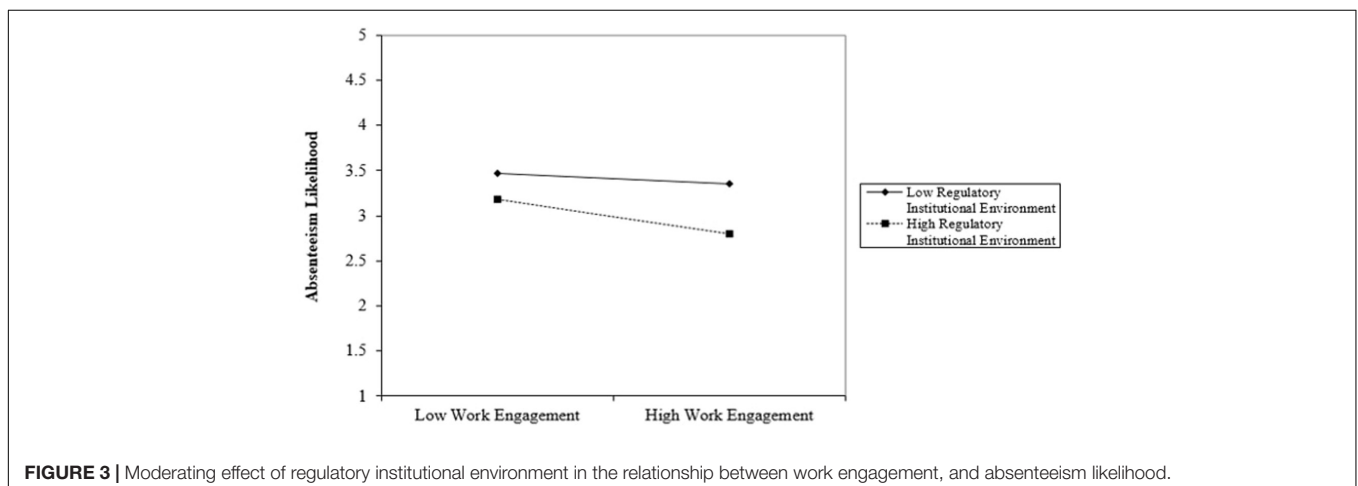 5
4.5
4
3.5
3
2.5
2
1.5
1
Absenteeism Likelihood
Low Work Engagement
High Work Engagement
Low Regulatory
Institutional Environment
High Regulatory
Institutional Environment
FIGURE 3 | Moderating effect of regulatory institutional environment in the relationship between work engagement, and absenteeism likelihood.